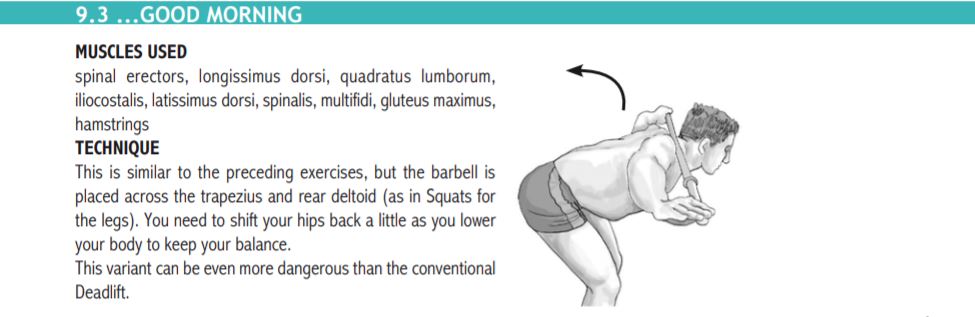 9.3 ...GOOD MORNING
MUSCLES USED
spinal erectors, longissimus dorsi, quadratus lumborum,
iliocostalis, latissimus dorsi, spinalis, multifidi, gluteus maximus,
hamstrings
TECHNIQUE
This is similar to the preceding exercises, but the barbell is
placed across the trapezius and rear deltoid (as in Squats for
the legs). You need to shift your hips back a little as you lower
your body to keep your balance.
This variant can be even more dangerous than the conventional
Deadlift.